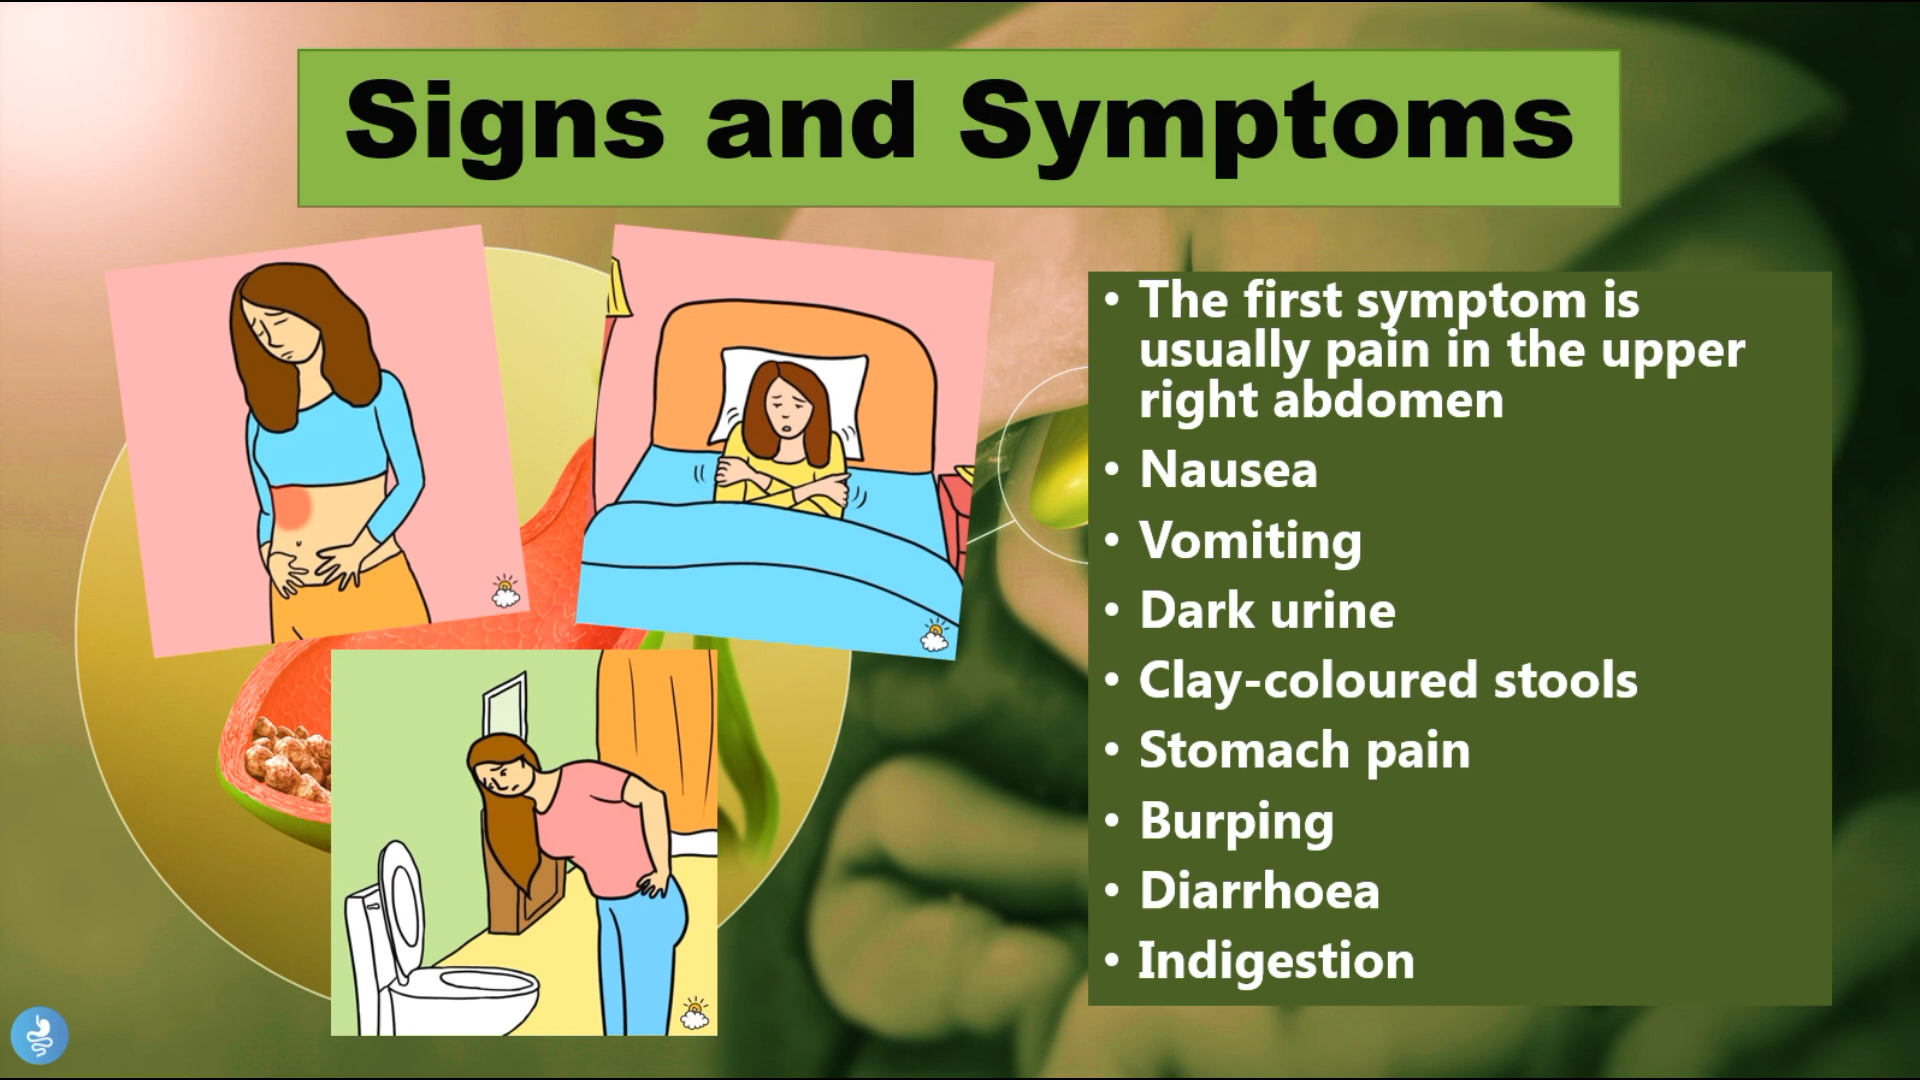 Signs and Symptoms
• The first symptom is
usually pain in the upper
right abdomen
• Nausea
• Vomiting
• Dark urine
• Clay-coloured stools
• Stomach pain
• Burping
• Diarrhoea
• Indigestion